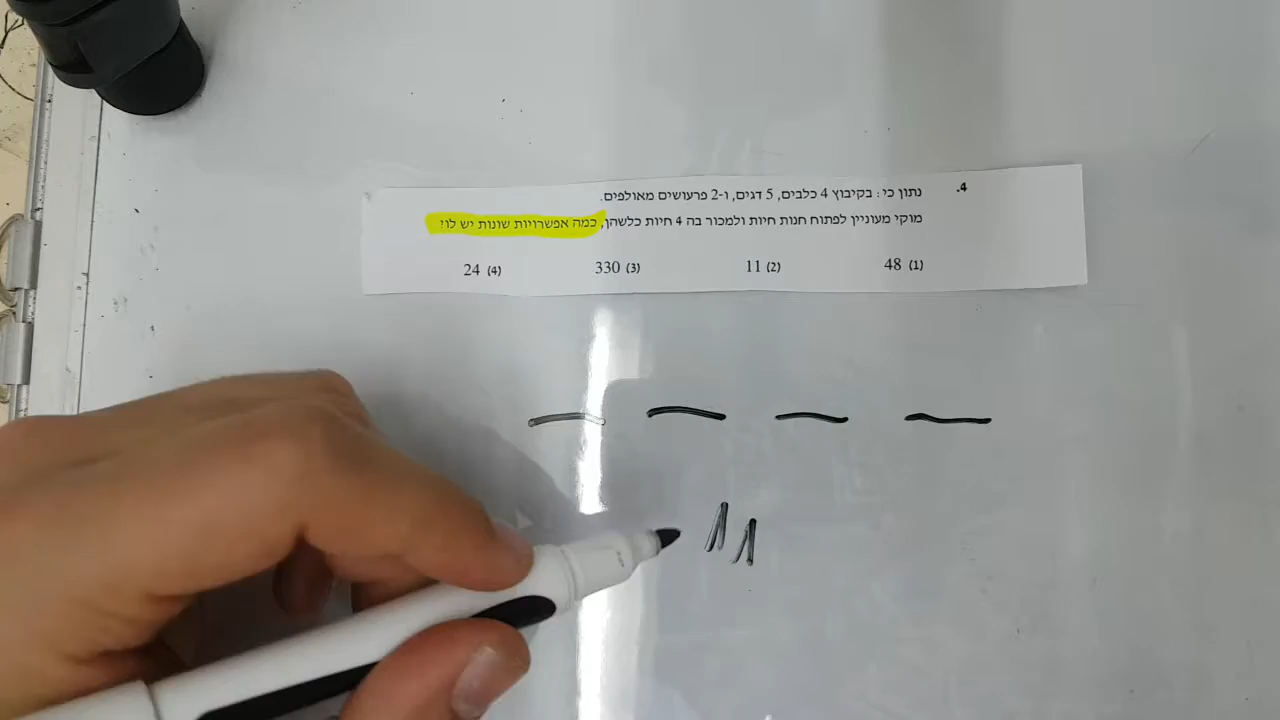 4. נתון כי: בקיבוץ 4 כלבים, 5 דגים, ו-2 פרעושים מאולפים.
מוקי מעוניין לפתוח חנות חיות ולמכור בה 4 חיות כלשהן, כמה אפשרויות שונות יש לו?
(1) 48 (2) 11 (3) 330 (4) 24
11